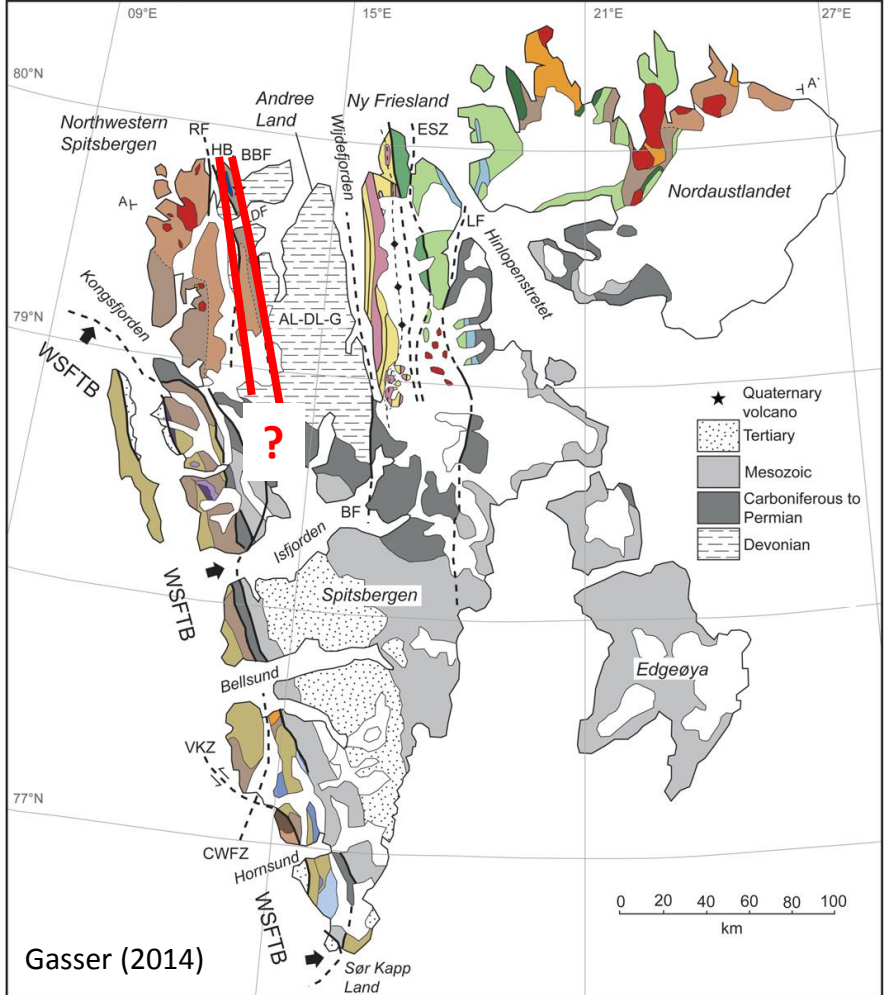 09°E
15°E
21°E
27°E
80°N
Andree
Land
Ny Friesland
Northwestern
Spitsbergen
RF
HB
BBF
Wijdefjorden
ESZ
A'
A
DF
LF
Nordaustlandet
Hinlopenstretet
Kongsfjorden
79°N
AL-DL-G
WSFTB
?
Quaternary
volcano
Tertiary
Mesozoic
Carboniferous to
Permian
Devonian
BF
Isfjorden
WSFTB
Spitsbergen
Edgeøya
Bellsund
VKZ
77°N
CWFZ
Hornsund
WSFTB
0 20 40 60 80 100
km
Gasser (2014)
Sør Kapp
Land